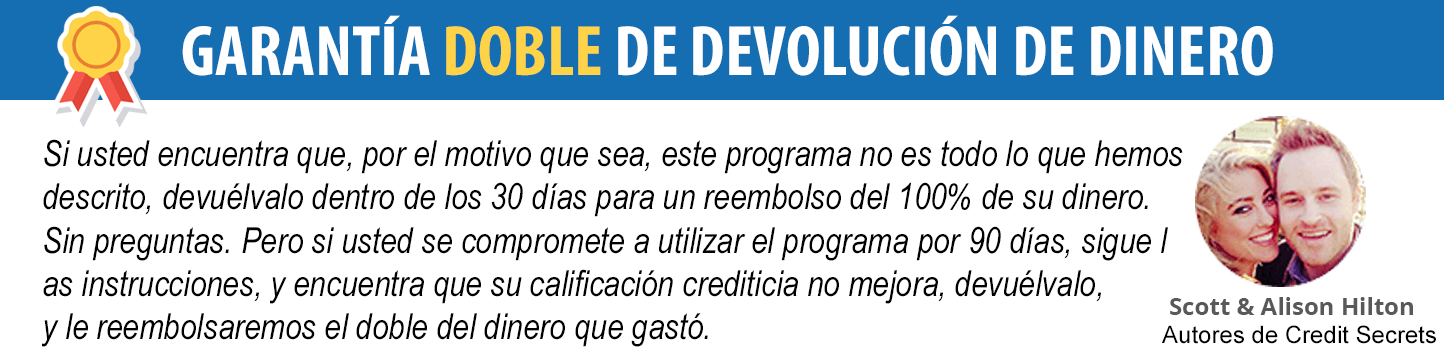 GARANTÍA DOBLE DE DEVOLUCIÓN DE DINERO
Si usted encuentra que, por el motivo que sea, este programa no es todo lo que hemos
descrito, devuélvalo dentro de los 30 días para un reembolso del 100% de su dinero.
Sin preguntas. Pero si usted se compromete a utilizar el programa por 90 días, sigue l
as instrucciones, y encuentra que su calificación crediticia no mejora, devuélvalo,
y le reembolsaremos el doble del dinero que gastó.
Scott & Alison Hilton
Autores de Credit Secrets